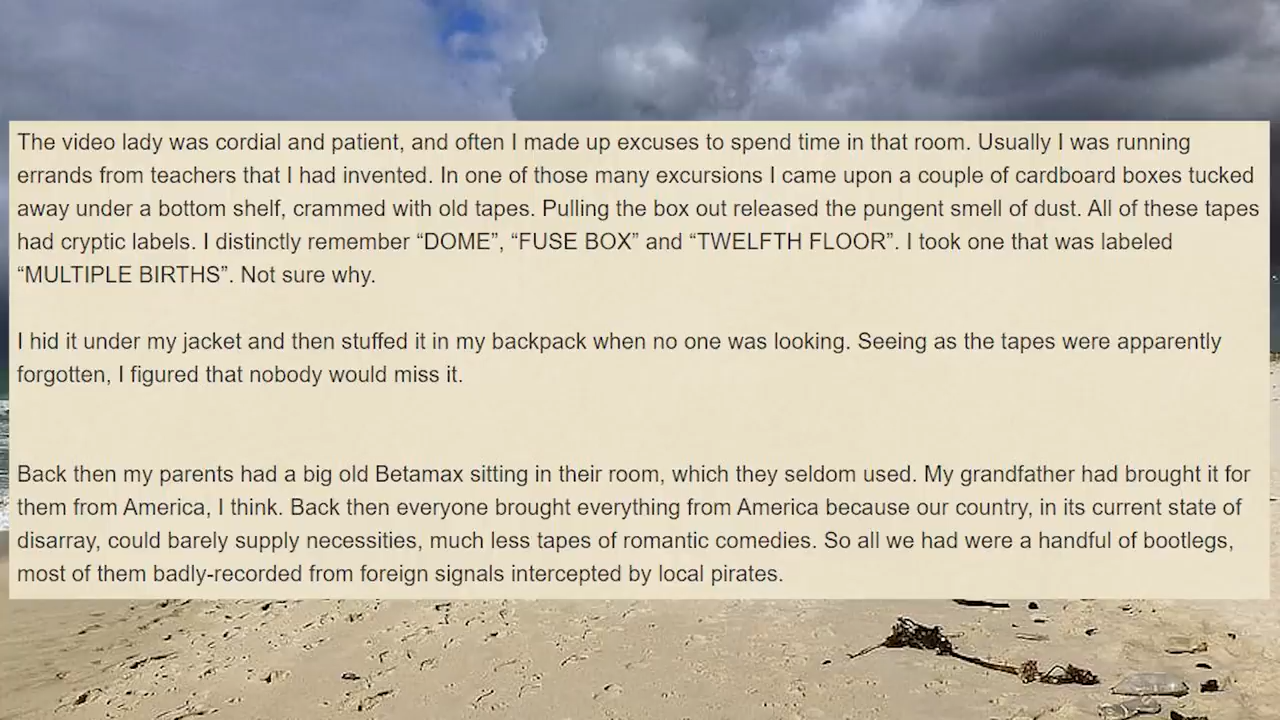 The video lady was cordial and patient, and often I made up excuses to spend time in that room. Usually I was running
errands from teachers that I had invented. In one of those many excursions I came upon a couple of cardboard boxes tucked
away under a bottom shelf, crammed with old tapes. Pulling the box out released the pungent smell of dust. All of these tapes
had cryptic labels. I distinctly remember “DOME”, “FUSE BOX” and “TWELFTH FLOOR”. I took one that was labeled
“MULTIPLE BIRTHS”. Not sure why.
I hid it under my jacket and then stuffed it in my backpack when no one was looking. Seeing as the tapes were apparently
forgotten, I figured that nobody would miss it.
Back then my parents had a big old Betamax sitting in their room, which they seldom used. My grandfather had brought it for
them from America, I think. Back then everyone brought everything from America because our country, in its current state of
disarray, could barely supply necessities, much less tapes of romantic comedies. So all we had were a handful of bootlegs,
most of them badly-recorded from foreign signals intercepted by local pirates.